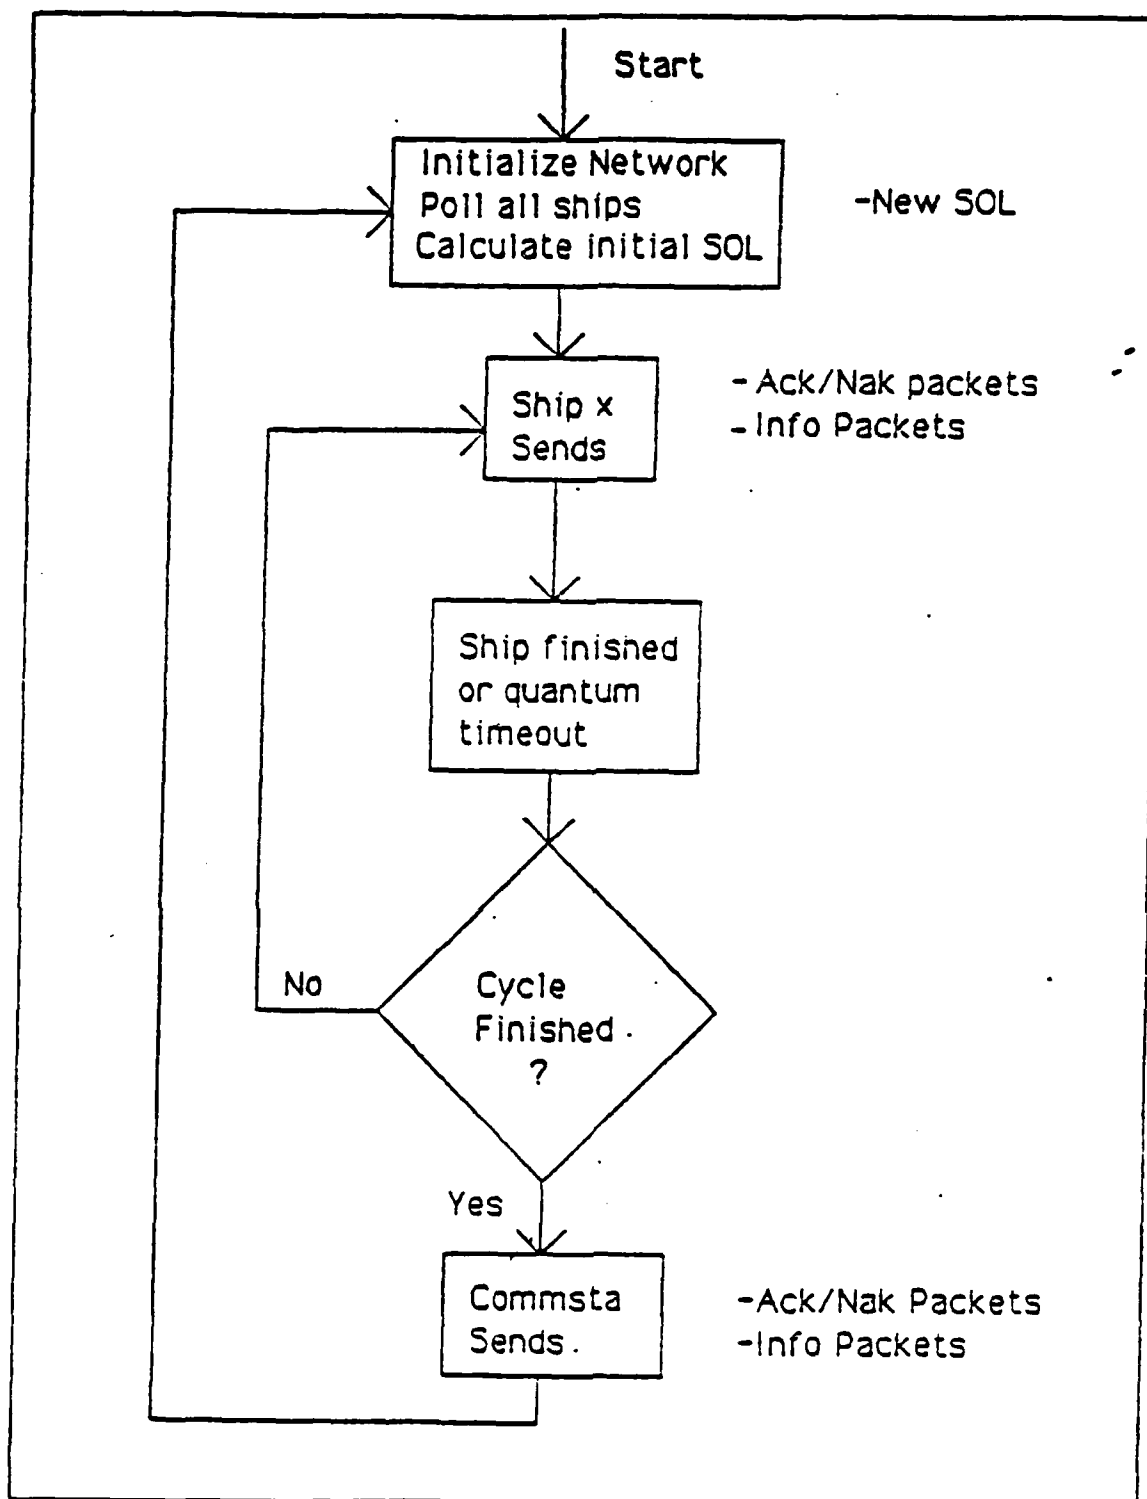 Start
Initialize Network
Poll all ships
Calculate initial SOL
-New SOL
Ship x
Sends
- Ack/Nak packets
- Info Packets
Ship finished
or quantum
timeout
No
Cycle
Finished
?
Yes
Commsta
Sends.
-Ack/Nak Packets
-Info Packets